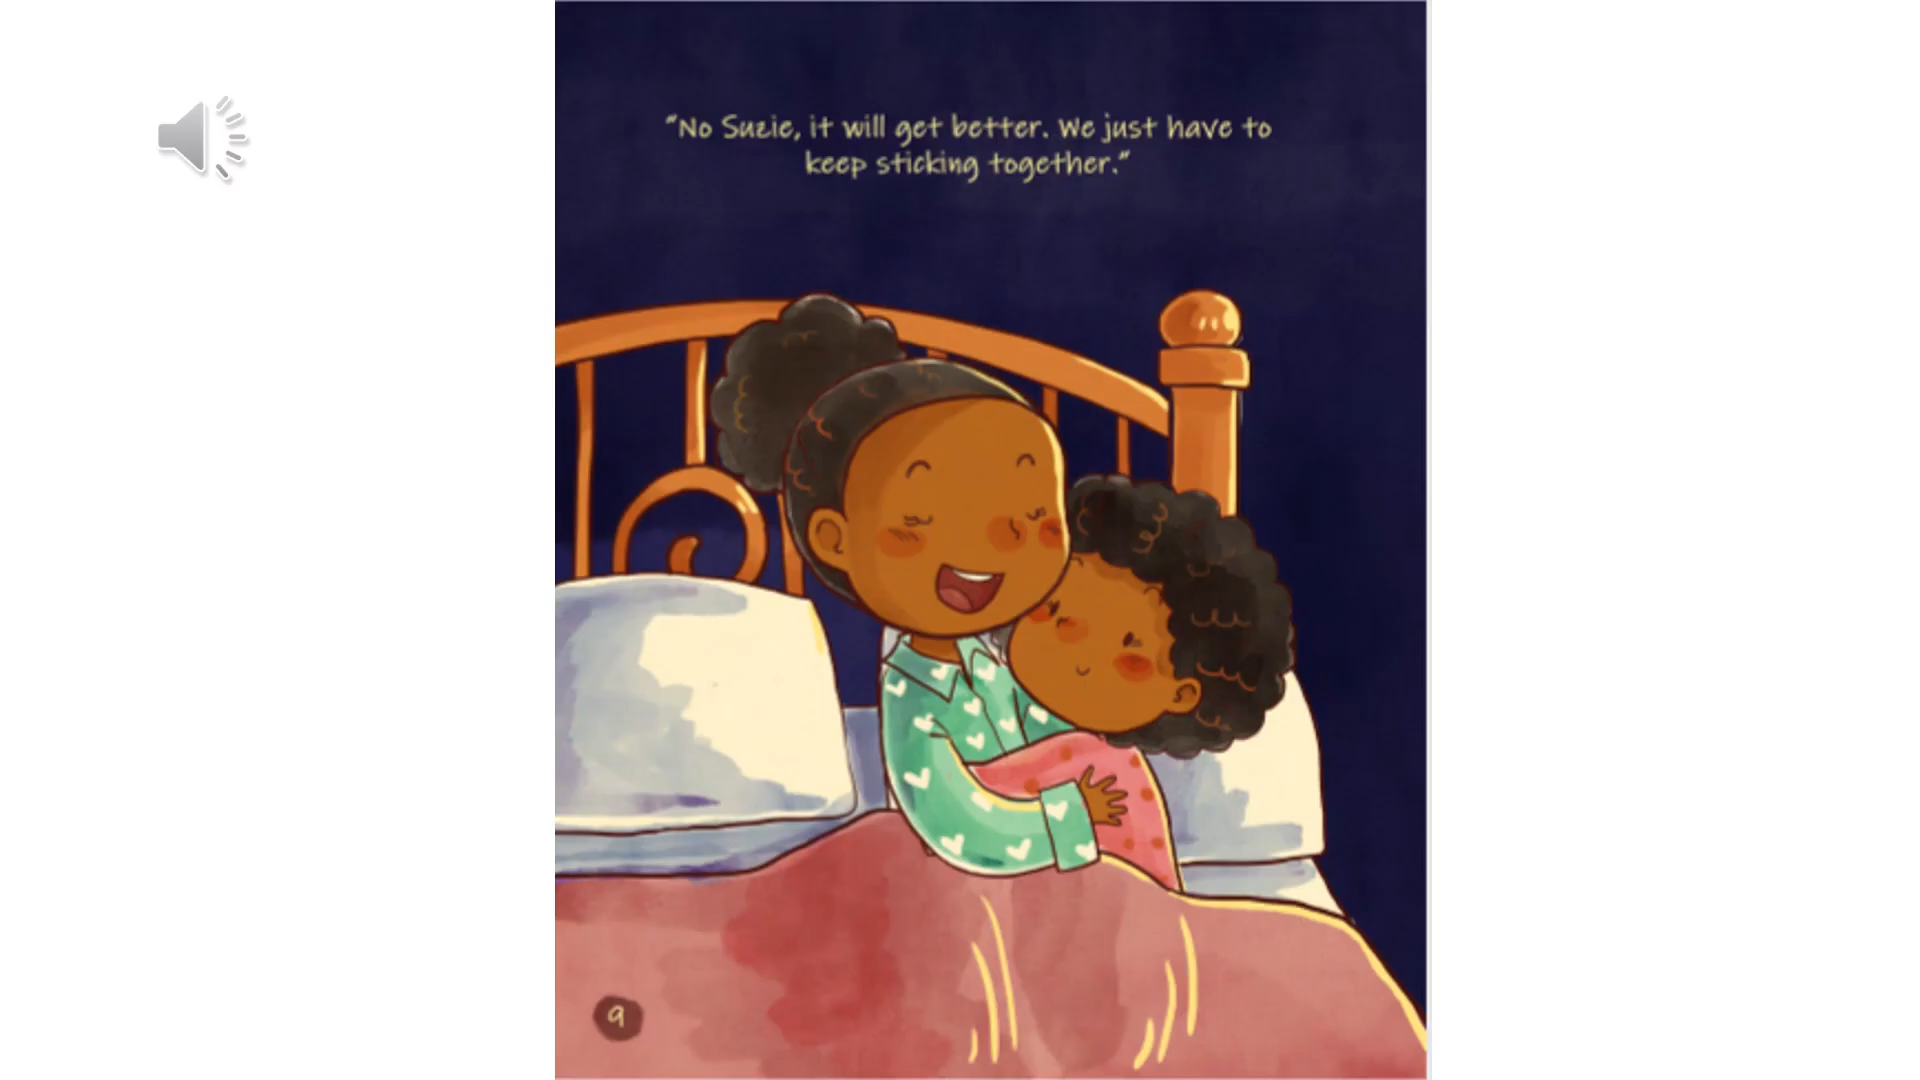 “No Suzie, it will get better. We just have to
keep sticking together.”
9